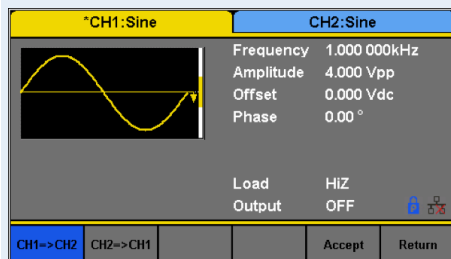 *CH1:Sine CH2:Sine
Frequency 1.000 000kHz
Amplitude 4.000 Vpp
Offset 0.000 Vdc
Phase 0.00 °
Load HiZ
Output OFF
P
CH1=>CH2 CH2=>CH1 Accept Return